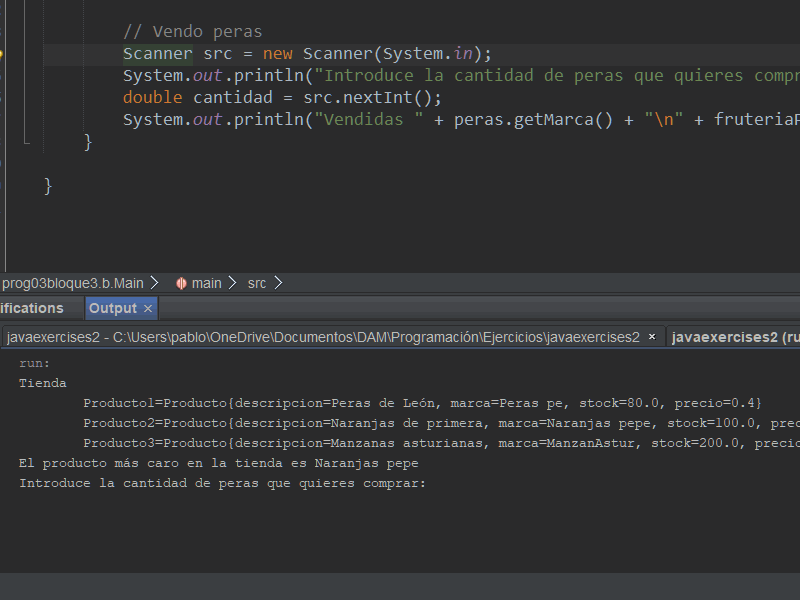 // Vendo peras
Scanner src = new Scanner(System.in);
System.out.println("Introduce la cantidad de peras que quieres compr
double cantidad = src.nextInt();
System.out.println("Vendidas " + peras.getMarca() + "\n" + fruteriaP
}
}
prog03bloque3.b.Main main src
ifications Output ×
javaexercises2 - C:\Users\pablo\OneDrive\Documentos\DAM\Programación\Ejercicios\javaexercises2 × javaexercises2 (ru
run:
Tienda
Producto1=Producto{descripcion=Peras de León, marca=Peras pe, stock=80.0, precio=0.4}
Producto2=Producto{descripcion=Naranjas de primera, marca=Naranjas pepe, stock=100.0, prec
Producto3=Producto{descripcion=Manzanas asturianas, marca=ManzanAstur, stock=200.0, precio
El producto más caro en la tienda es Naranjas pepe
Introduce la cantidad de peras que quieres comprar: